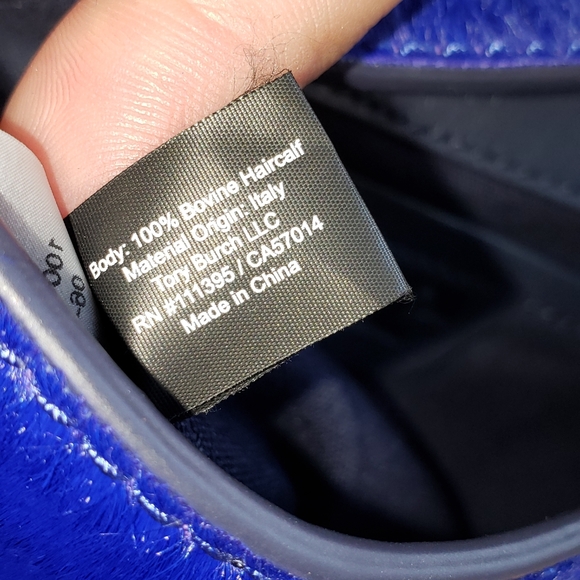 Body: 100% Bovine Haircalf
Material Origin: Italy
Tory Burch LLC
RN #111395 / CA57014
Made in China